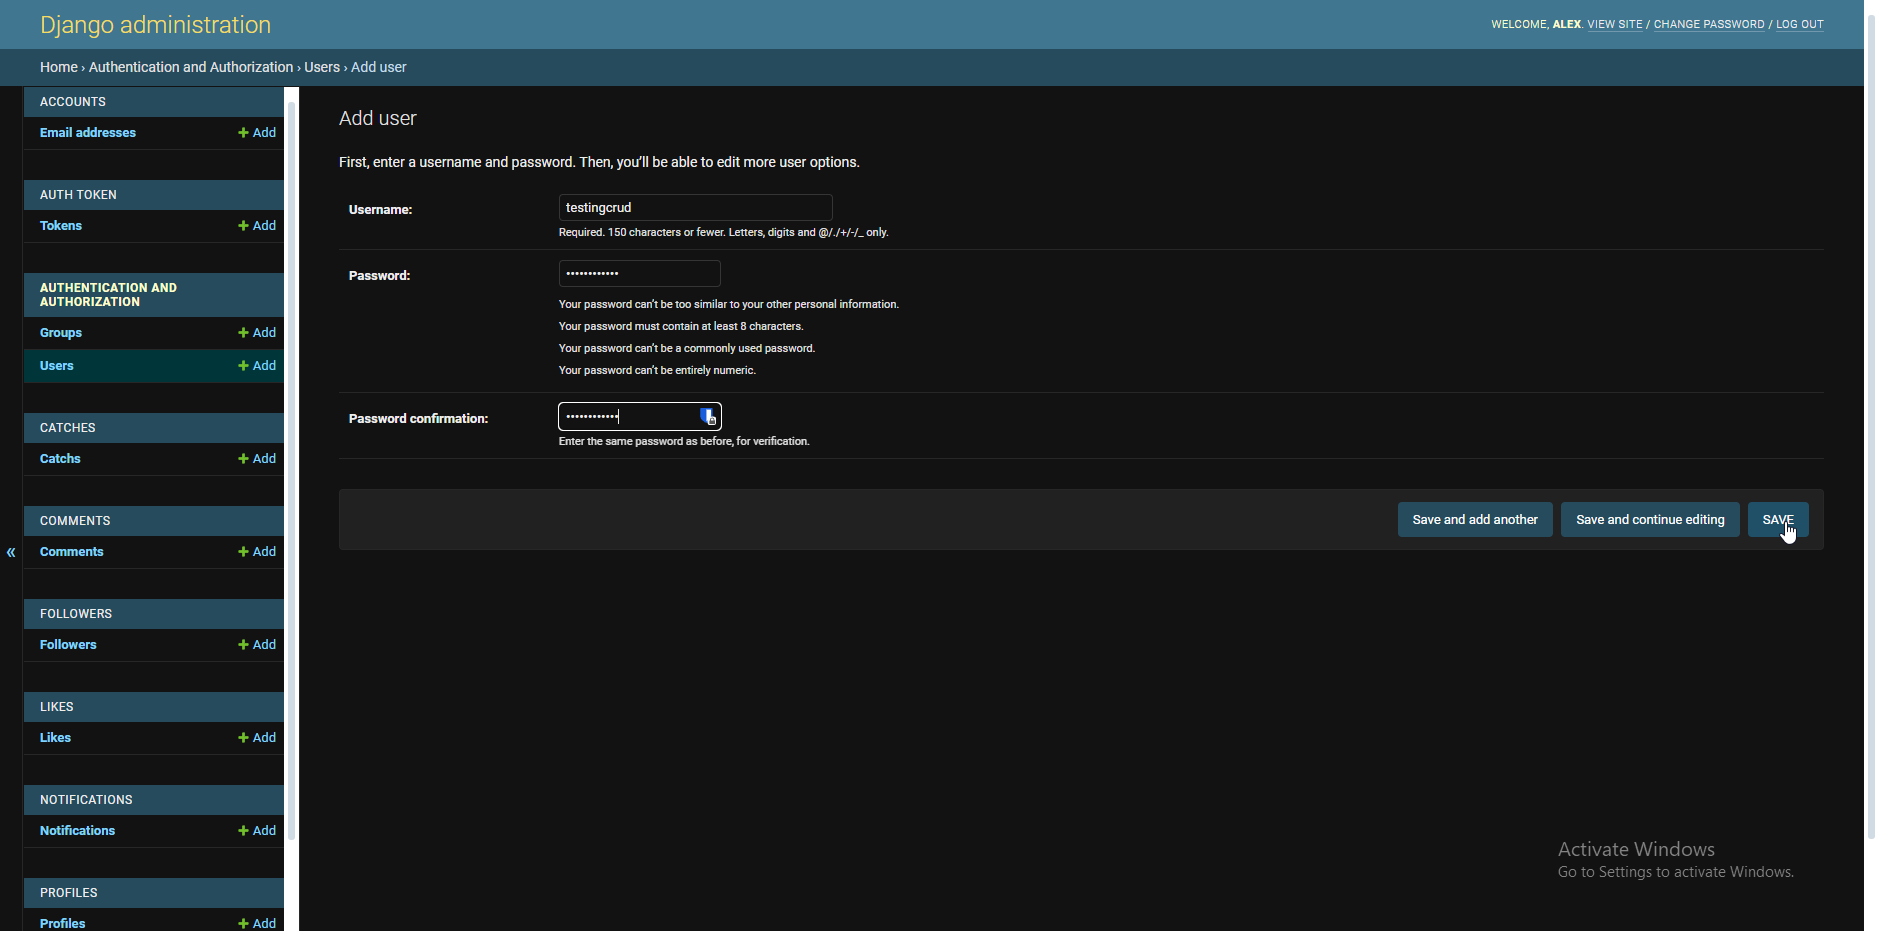 Django administration
WELCOME, ALEX. VIEW SITE / CHANGE PASSWORD / LOG OUT
Home › Authentication and Authorization › Users › Add user
ACCOUNTS
Email addresses
Add
AUTH TOKEN
Tokens
Add
AUTHENTICATION AND
AUTHORIZATION
Groups
Add
Users
Add
CATCHES
Catchs
Add
COMMENTS
Comments
Add
FOLLOWERS
Followers
Add
LIKES
Likes
Add
NOTIFICATIONS
Notifications
Add
PROFILES
Profiles
Add
«
Add user
First, enter a username and password. Then, you’ll be able to edit more user options.
Username:
testingcrud
Required. 150 characters or fewer. Letters, digits and @/./+/-/_ only.
Password:
••••••••••••
Your password can’t be too similar to your other personal information.
Your password must contain at least 8 characters.
Your password can’t be a commonly used password.
Your password can’t be entirely numeric.
Password confirmation:
••••••••••••
Enter the same password as before, for verification.
Save and add another
Save and continue editing
SAVE
Activate Windows
Go to Settings to activate Windows.